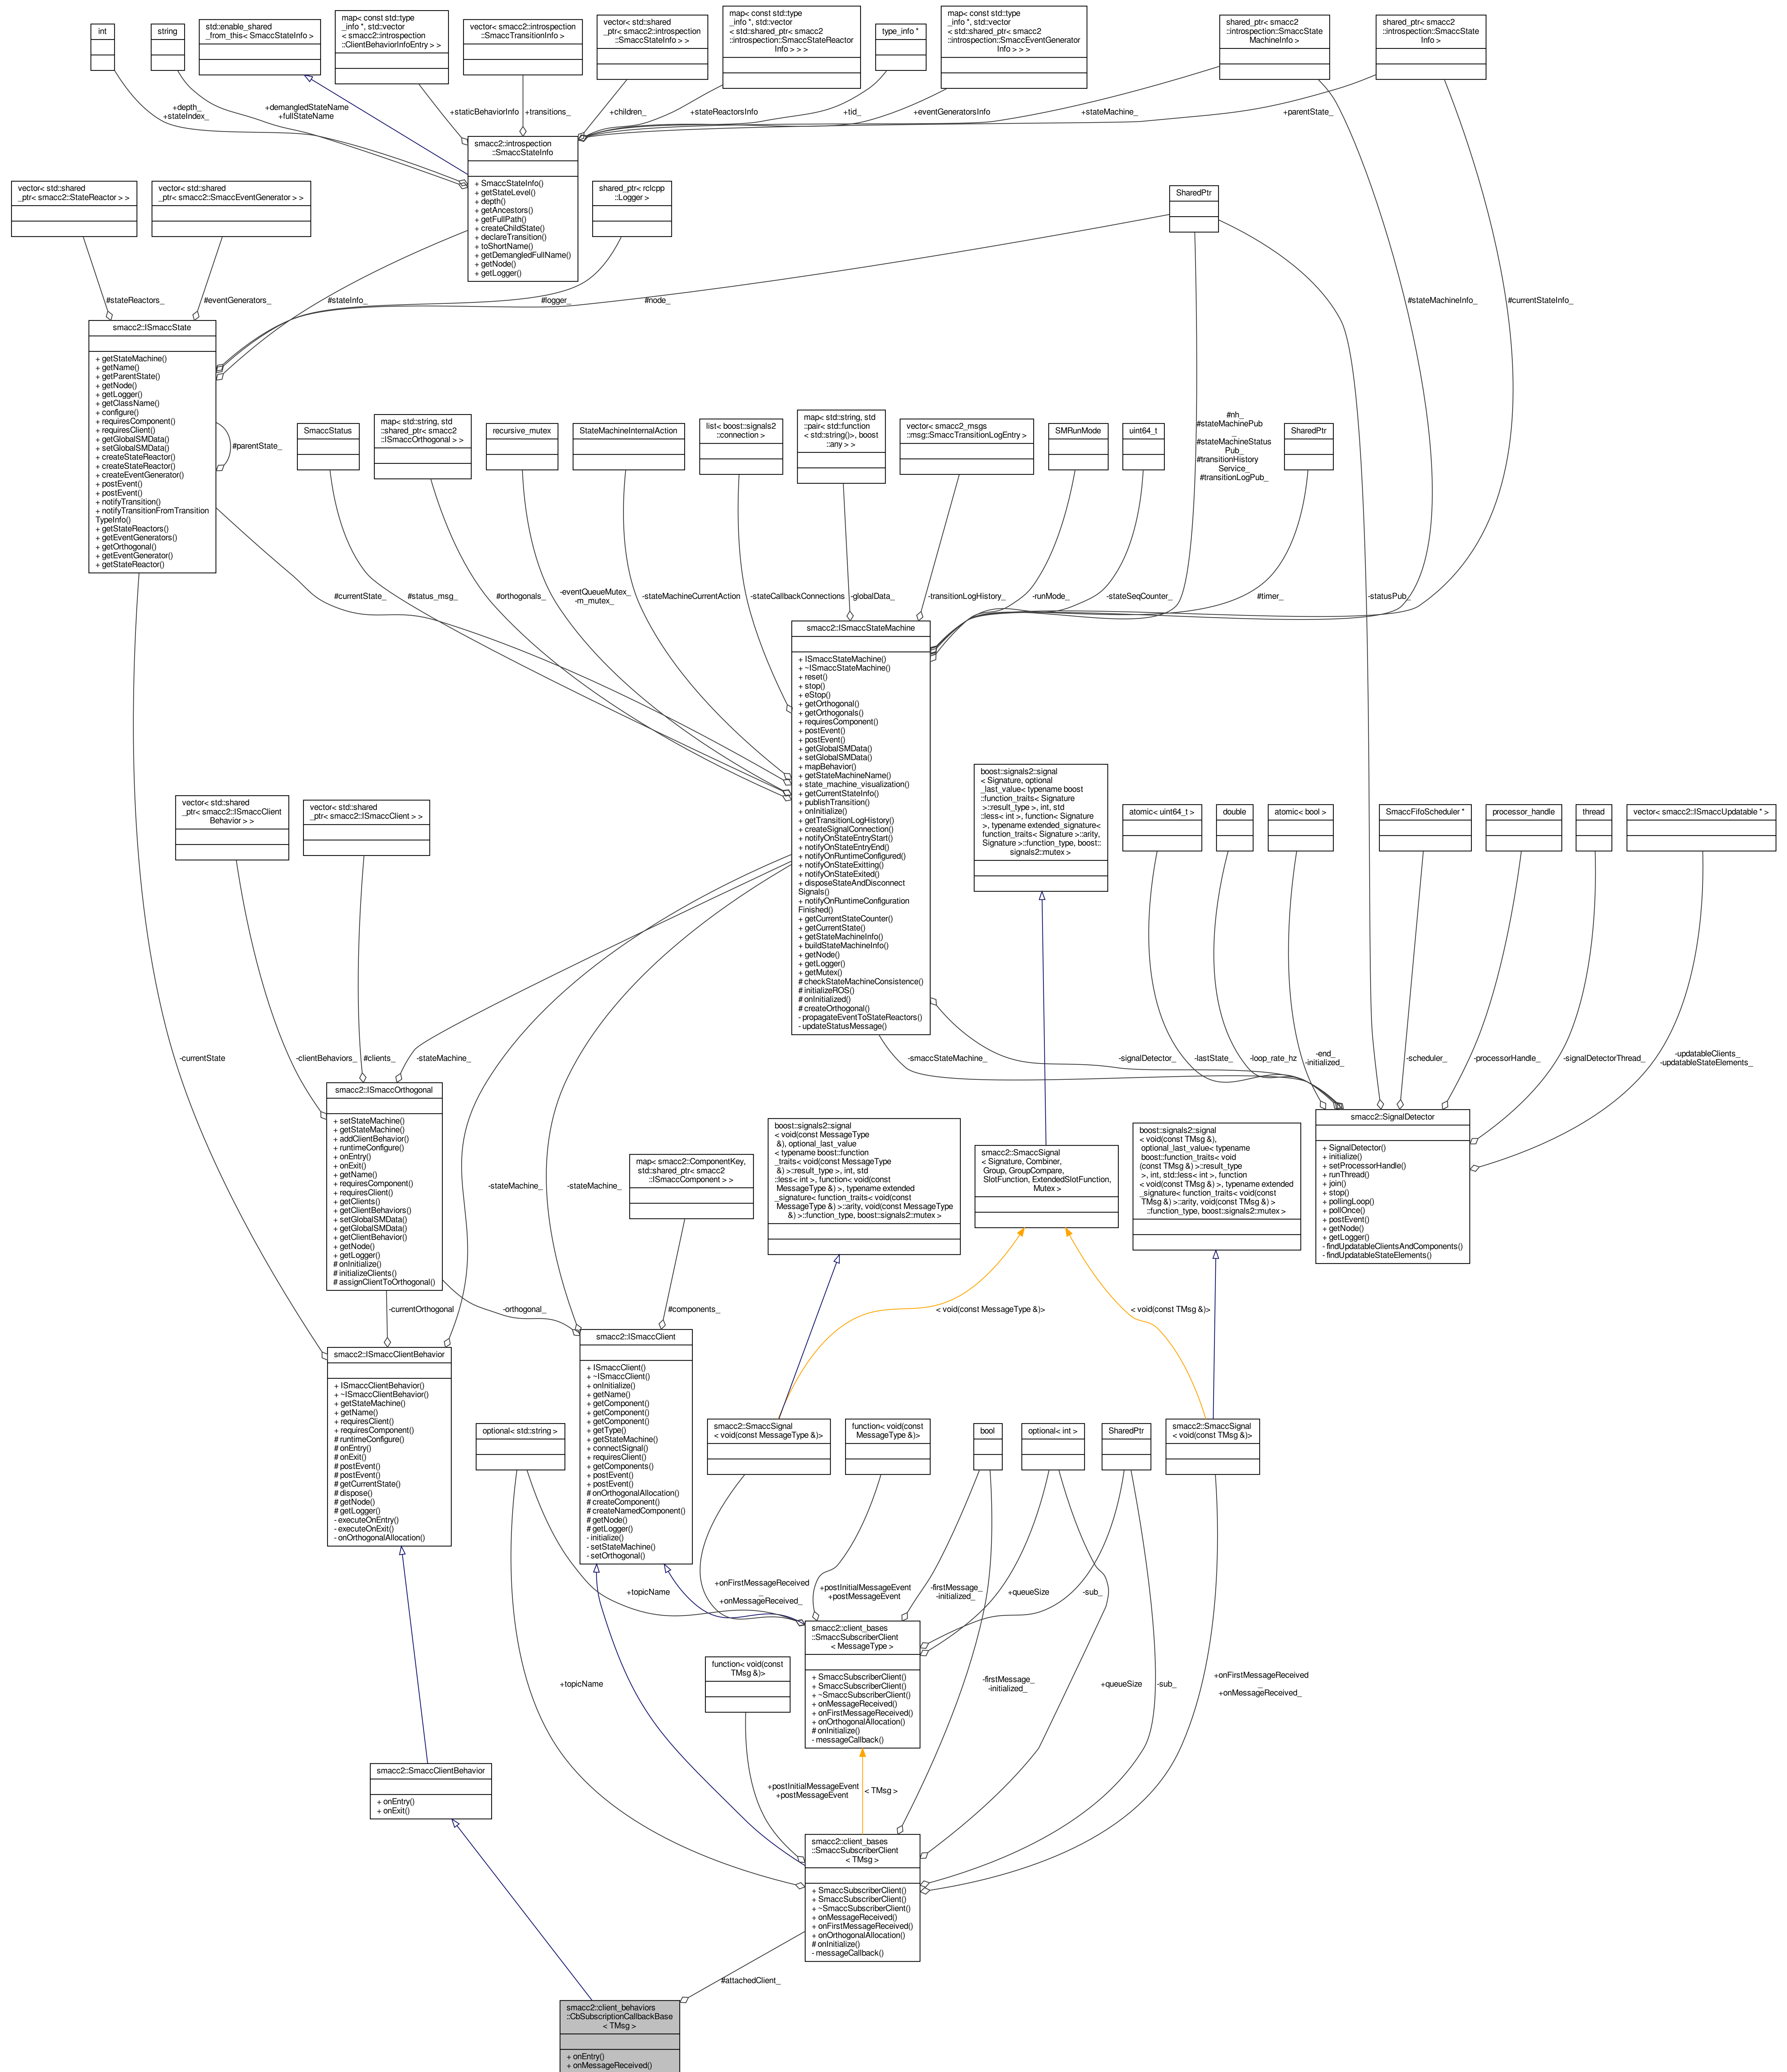 int
string
std::enable_shared
_from_this< SmaccStateInfo >
map< const std::type
_info *, std::vector
< smacc2::introspection
::ClientBehaviorInfoEntry > >
vector< smacc2::introspection
::SmaccTransitionInfo >
vector< std::shared
_ptr< smacc2::introspection
::SmaccStateInfo > >
map< const std::type
_info *, std::vector
< std::shared_ptr< smacc2
::introspection::SmaccStateReactor
Info > > >
type_info *
map< const std::type
_info *, std::vector
< std::shared_ptr< smacc2
::introspection::SmaccEventGenerator
Info > > >
shared_ptr< smacc2
::introspection::SmaccState
MachineInfo >
shared_ptr< smacc2
::introspection::SmaccState
Info >
+depth_
+stateIndex_
+demangledStateName
+fullStateName
+staticBehaviorInfo
+transitions_
+children_
+stateReactorsInfo
+tid_
+eventGeneratorsInfo
+stateMachine_
+parentState_
smacc2::introspection
::SmaccStateInfo
+ SmaccStateInfo()
+ getStateLevel()
+ depth()
+ getAncestors()
+ getFullPath()
+ createChildState()
+ declareTransition()
+ toShortName()
+ getDemangledFullName()
+ getNode()
+ getLogger()
vector< std::shared
_ptr< smacc2::StateReactor > >
vector< std::shared
_ptr< smacc2::SmaccEventGenerator > >
shared_ptr< rclcpp
::Logger >
SharedPtr
#stateReactors_
#eventGenerators_
#stateInfo_
#logger_
#node_
#stateMachineInfo_
#currentStateInfo_
smacc2::ISmaccState
+ getStateMachine()
+ getName()
+ getParentState()
+ getNode()
+ getLogger()
+ getClassName()
+ configure()
+ requiresComponent()
+ requiresClient()
+ getGlobalSMData()
+ setGlobalSMData()
+ createStateReactor()
+ createStateReactor()
+ createEventGenerator()
+ postEvent()
+ postEvent()
+ notifyTransition()
+ notifyTransitionFromTransition
TypeInfo()
+ getStateReactors()
+ getEventGenerators()
+ getOrthogonal()
+ getEventGenerator()
+ getStateReactor()
#parentState_
SmaccStatus
map< std::string, std
::shared_ptr< smacc2
::ISmaccOrthogonal > >
recursive_mutex
StateMachineInternalAction
list< boost::signals2
::connection >
map< std::string, std
::pair< std::function
< std::string()>, boost
::any > >
vector< smacc2_msgs
::msg::SmaccTransitionLogEntry >
SMRunMode
uint64_t
#nh_
#stateMachinePub
_
#stateMachineStatus
Pub_
#transitionHistory
Service_
#transitionLogPub_
SharedPtr
#currentState_
#status_msg_
#orthogonals_
-eventQueueMutex_
-m_mutex_
-stateMachineCurrentAction
-stateCallbackConnections
-globalData_
-transitionLogHistory_
-runMode_
-stateSeqCounter_
#timer_
-statusPub_
smacc2::ISmaccStateMachine
+ ISmaccStateMachine()
+ ~ISmaccStateMachine()
+ reset()
+ stop()
+ eStop()
+ getOrthogonal()
+ getOrthogonals()
+ requiresComponent()
+ postEvent()
+ postEvent()
+ getGlobalSMData()
+ setGlobalSMData()
+ mapBehavior()
+ getStateMachineName()
+ state_machine_visualization()
+ getCurrentStateInfo()
+ publishTransition()
+ onInitialize()
+ getTransitionLogHistory()
+ createSignalConnection()
+ notifyOnStateEntryStart()
+ notifyOnStateEntryEnd()
+ notifyOnRuntimeConfigured()
+ notifyOnStateExitting()
+ notifyOnStateExited()
+ disposeStateAndDisconnect
Signals()
+ notifyOnRuntimeConfiguration
Finished()
+ getCurrentStateCounter()
+ getCurrentState()
+ getStateMachineInfo()
+ buildStateMachineInfo()
+ getNode()
+ getLogger()
+ getMutex()
# checkStateMachineConsistence()
# initializeROS()
# onInitialized()
# createOrthogonal()
- propagateEventToStateReactors()
- updateStatusMessage()
boost::signals2::signal
< Signature, optional
_last_value< typename boost
::function_traits< Signature
>::result_type >, int, std
::less< int >, function< Signature
>, typename extended_signature<
function_traits< Signature >::arity,
Signature >::function_type, boost::
signals2::mutex >
vector< std::shared
_ptr< smacc2::ISmaccClient
Behavior > >
vector< std::shared
_ptr< smacc2::ISmaccClient > >
atomic< uint64_t >
double
atomic< bool >
SmaccFifoScheduler *
processor_handle
thread
vector< smacc2::ISmaccUpdatable * >
-currentState
-clientBehaviors_
#clients_
-stateMachine_
-smaccStateMachine_
-signalDetector_
-lastState_
-loop_rate_hz
-end_
-initialized_
-scheduler_
-processorHandle_
-signalDetectorThread_
-updatableClients_
-updatableStateElements_
smacc2::ISmaccOrthogonal
+ setStateMachine()
+ getStateMachine()
+ addClientBehavior()
+ runtimeConfigure()
+ onEntry()
+ onExit()
+ getName()
+ requiresComponent()
+ requiresClient()
+ getClients()
+ getClientBehaviors()
+ setGlobalSMData()
+ getGlobalSMData()
+ getClientBehavior()
+ getNode()
+ getLogger()
# onInitialize()
# initializeClients()
# assignClientToOrthogonal()
-stateMachine_
-stateMachine_
map< smacc2::ComponentKey,
std::shared_ptr< smacc2
::ISmaccComponent > >
boost::signals2::signal
< void(const MessageType
&), optional_last_value
< typename boost::function
_traits< void(const MessageType
&) >::result_type >, int, std
::less< int >, function< void(const
MessageType &) >, typename extended
_signature< function_traits< void(const
MessageType &) >::arity, void(const MessageType
&) >::function_type, boost::signals2::mutex >
smacc2::SmaccSignal
< Signature, Combiner,
Group, GroupCompare,
SlotFunction, ExtendedSlotFunction,
Mutex >
boost::signals2::signal
< void(const TMsg &),
optional_last_value< typename
boost::function_traits< void
(const TMsg &) >::result_type
>, int, std::less< int >, function
< void(const TMsg &) >, typename extended
_signature< function_traits< void(const
TMsg &) >::arity, void(const TMsg &) >
::function_type, boost::signals2::mutex >
smacc2::SignalDetector
+ SignalDetector()
+ initialize()
+ setProcessorHandle()
+ runThread()
+ join()
+ stop()
+ pollingLoop()
+ pollOnce()
+ postEvent()
+ getNode()
+ getLogger()
- findUpdatableClientsAndComponents()
- findUpdatableStateElements()
-currentOrthogonal
-orthogonal_
#components_
< void(const MessageType &)>
< void(const TMsg &)>
smacc2::ISmaccClientBehavior
+ ISmaccClientBehavior()
+ ~ISmaccClientBehavior()
+ getStateMachine()
+ getName()
+ requiresClient()
+ requiresComponent()
# runtimeConfigure()
# onEntry()
# onExit()
# postEvent()
# postEvent()
# getCurrentState()
# dispose()
# getNode()
# getLogger()
- executeOnEntry()
- executeOnExit()
- onOrthogonalAllocation()
smacc2::ISmaccClient
+ ISmaccClient()
+ ~ISmaccClient()
+ onInitialize()
+ getName()
+ getComponent()
+ getComponent()
+ getComponent()
+ getType()
+ getStateMachine()
+ connectSignal()
+ requiresClient()
+ getComponents()
+ postEvent()
+ postEvent()
# onOrthogonalAllocation()
# createComponent()
# createNamedComponent()
# getNode()
# getLogger()
- initialize()
- setStateMachine()
- setOrthogonal()
optional< std::string >
smacc2::SmaccSignal
< void(const MessageType &)>
function< void(const
MessageType &)>
bool
optional< int >
SharedPtr
smacc2::SmaccSignal
< void(const TMsg &)>
+topicName
+onFirstMessageReceived
_
+onMessageReceived_
+postInitialMessageEvent
+postMessageEvent
-firstMessage_
-initialized_
+queueSize
-sub_
smacc2::client_bases
::SmaccSubscriberClient
< MessageType >
+ SmaccSubscriberClient()
+ SmaccSubscriberClient()
+ ~SmaccSubscriberClient()
+ onMessageReceived()
+ onFirstMessageReceived()
+ onOrthogonalAllocation()
# onInitialize()
- messageCallback()
function< void(const
TMsg &)>
+topicName
-firstMessage_
-initialized_
+queueSize
-sub_
+onFirstMessageReceived
_
+onMessageReceived_
smacc2::SmaccClientBehavior
+ onEntry()
+ onExit()
+postInitialMessageEvent
+postMessageEvent
< TMsg >
smacc2::client_bases
::SmaccSubscriberClient
< TMsg >
+ SmaccSubscriberClient()
+ SmaccSubscriberClient()
+ ~SmaccSubscriberClient()
+ onMessageReceived()
+ onFirstMessageReceived()
+ onOrthogonalAllocation()
# onInitialize()
- messageCallback()
#attachedClient_
smacc2::client_behaviors
::CbSubscriptionCallbackBase
< TMsg >
+ onEntry()
+ onMessageReceived()